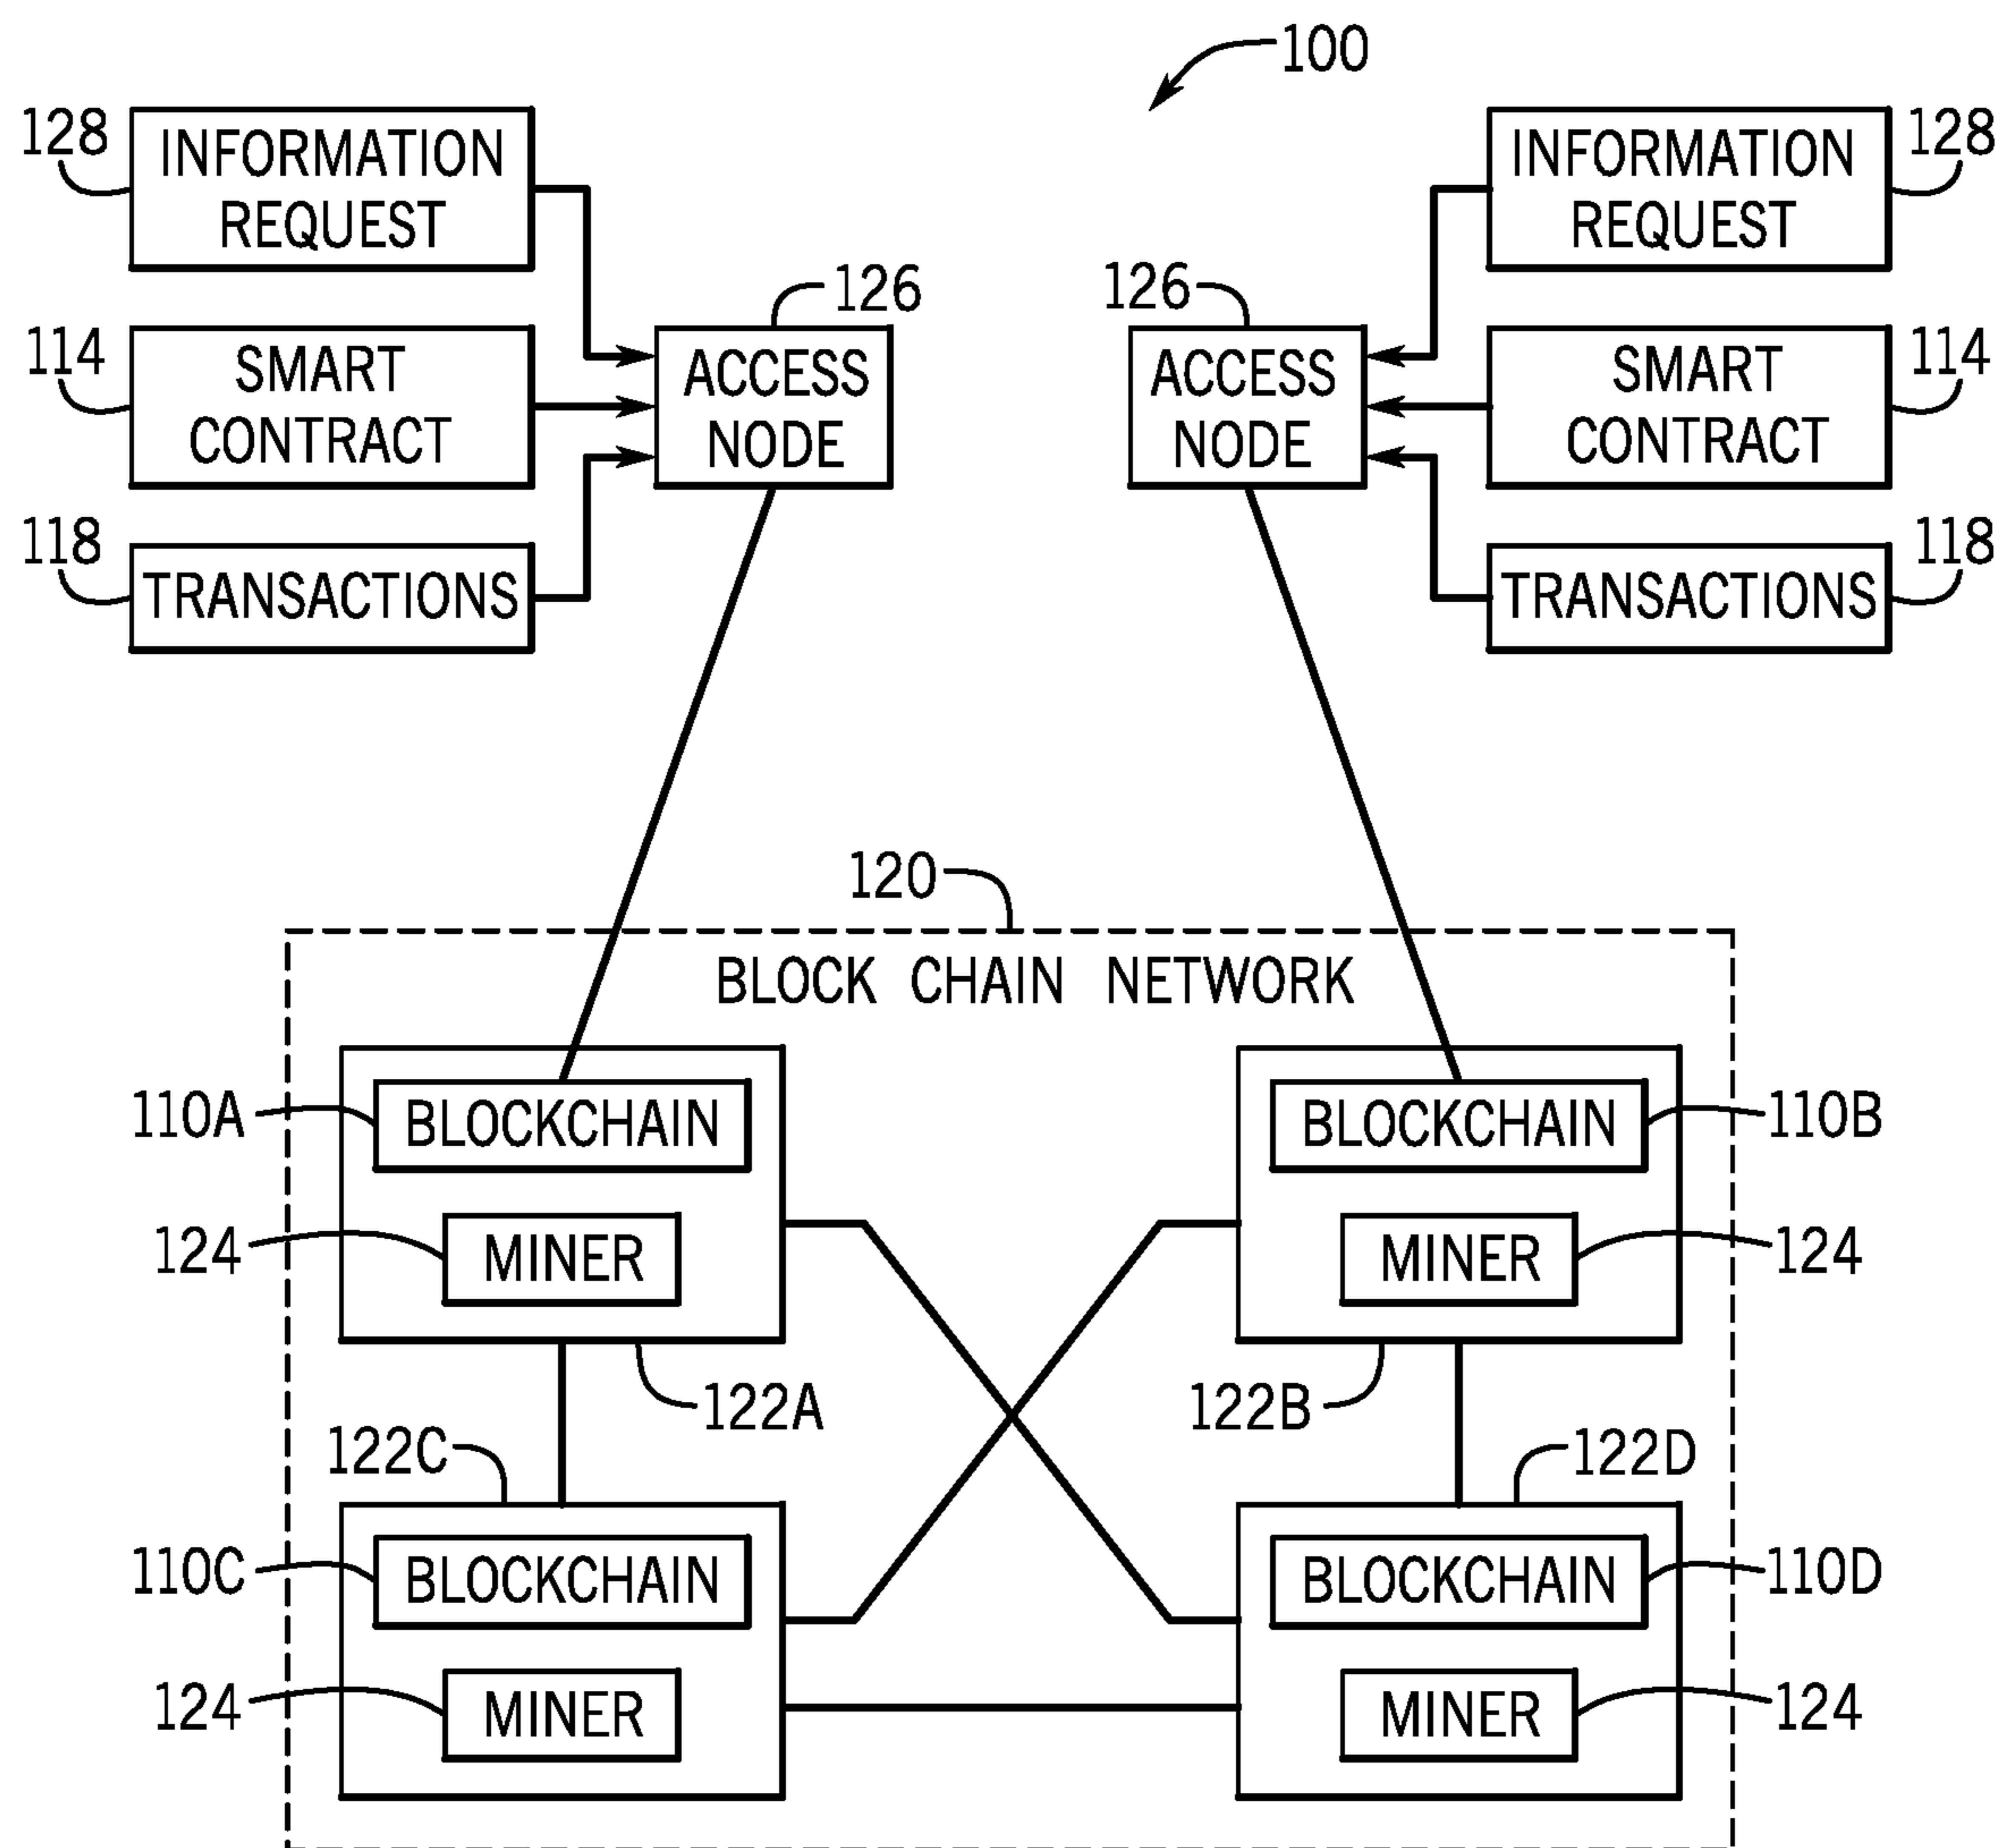 100
128
INFORMATION
REQUEST
114
SMART
CONTRACT
118
TRANSACTIONS
126
ACCESS
NODE
126
ACCESS
NODE
128
INFORMATION
REQUEST
114
SMART
CONTRACT
118
TRANSACTIONS
120
BLOCK CHAIN NETWORK
110A
BLOCKCHAIN
124
MINER
122A
110B
BLOCKCHAIN
124
MINER
122B
122C
110C
BLOCKCHAIN
124
MINER
122D
110D
BLOCKCHAIN
124
MINER